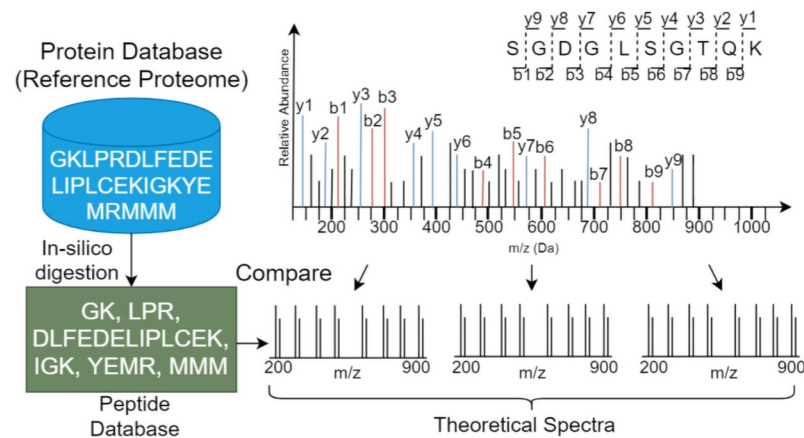 Protein Database
(Reference Proteome)
GKLPRDLFEDE
LIPLCEKIGKYE
MRMMM
In-silico
digestion
GK, LPR,
DLFEDELIPLCEK,
IGK, YEMR, MMM
Peptide
Database
y9 y8 y7 y6 y5 y4 y3 y2 y1
S G D G L S G T Q K
b1 b2 b3 b4 b5 b6 b7 b8 b9
Relative Abundance
y1 y2 b1 y3 b2 b3 y4 y5 y6 b4 b5 y7 b6 y8 b7 b8 b9 y9
200 300 400 500 600 700 800 900 1000
m/z (Da)
Compare
200 m/z 900
200 m/z 900
200 m/z 900
Theoretical Spectra